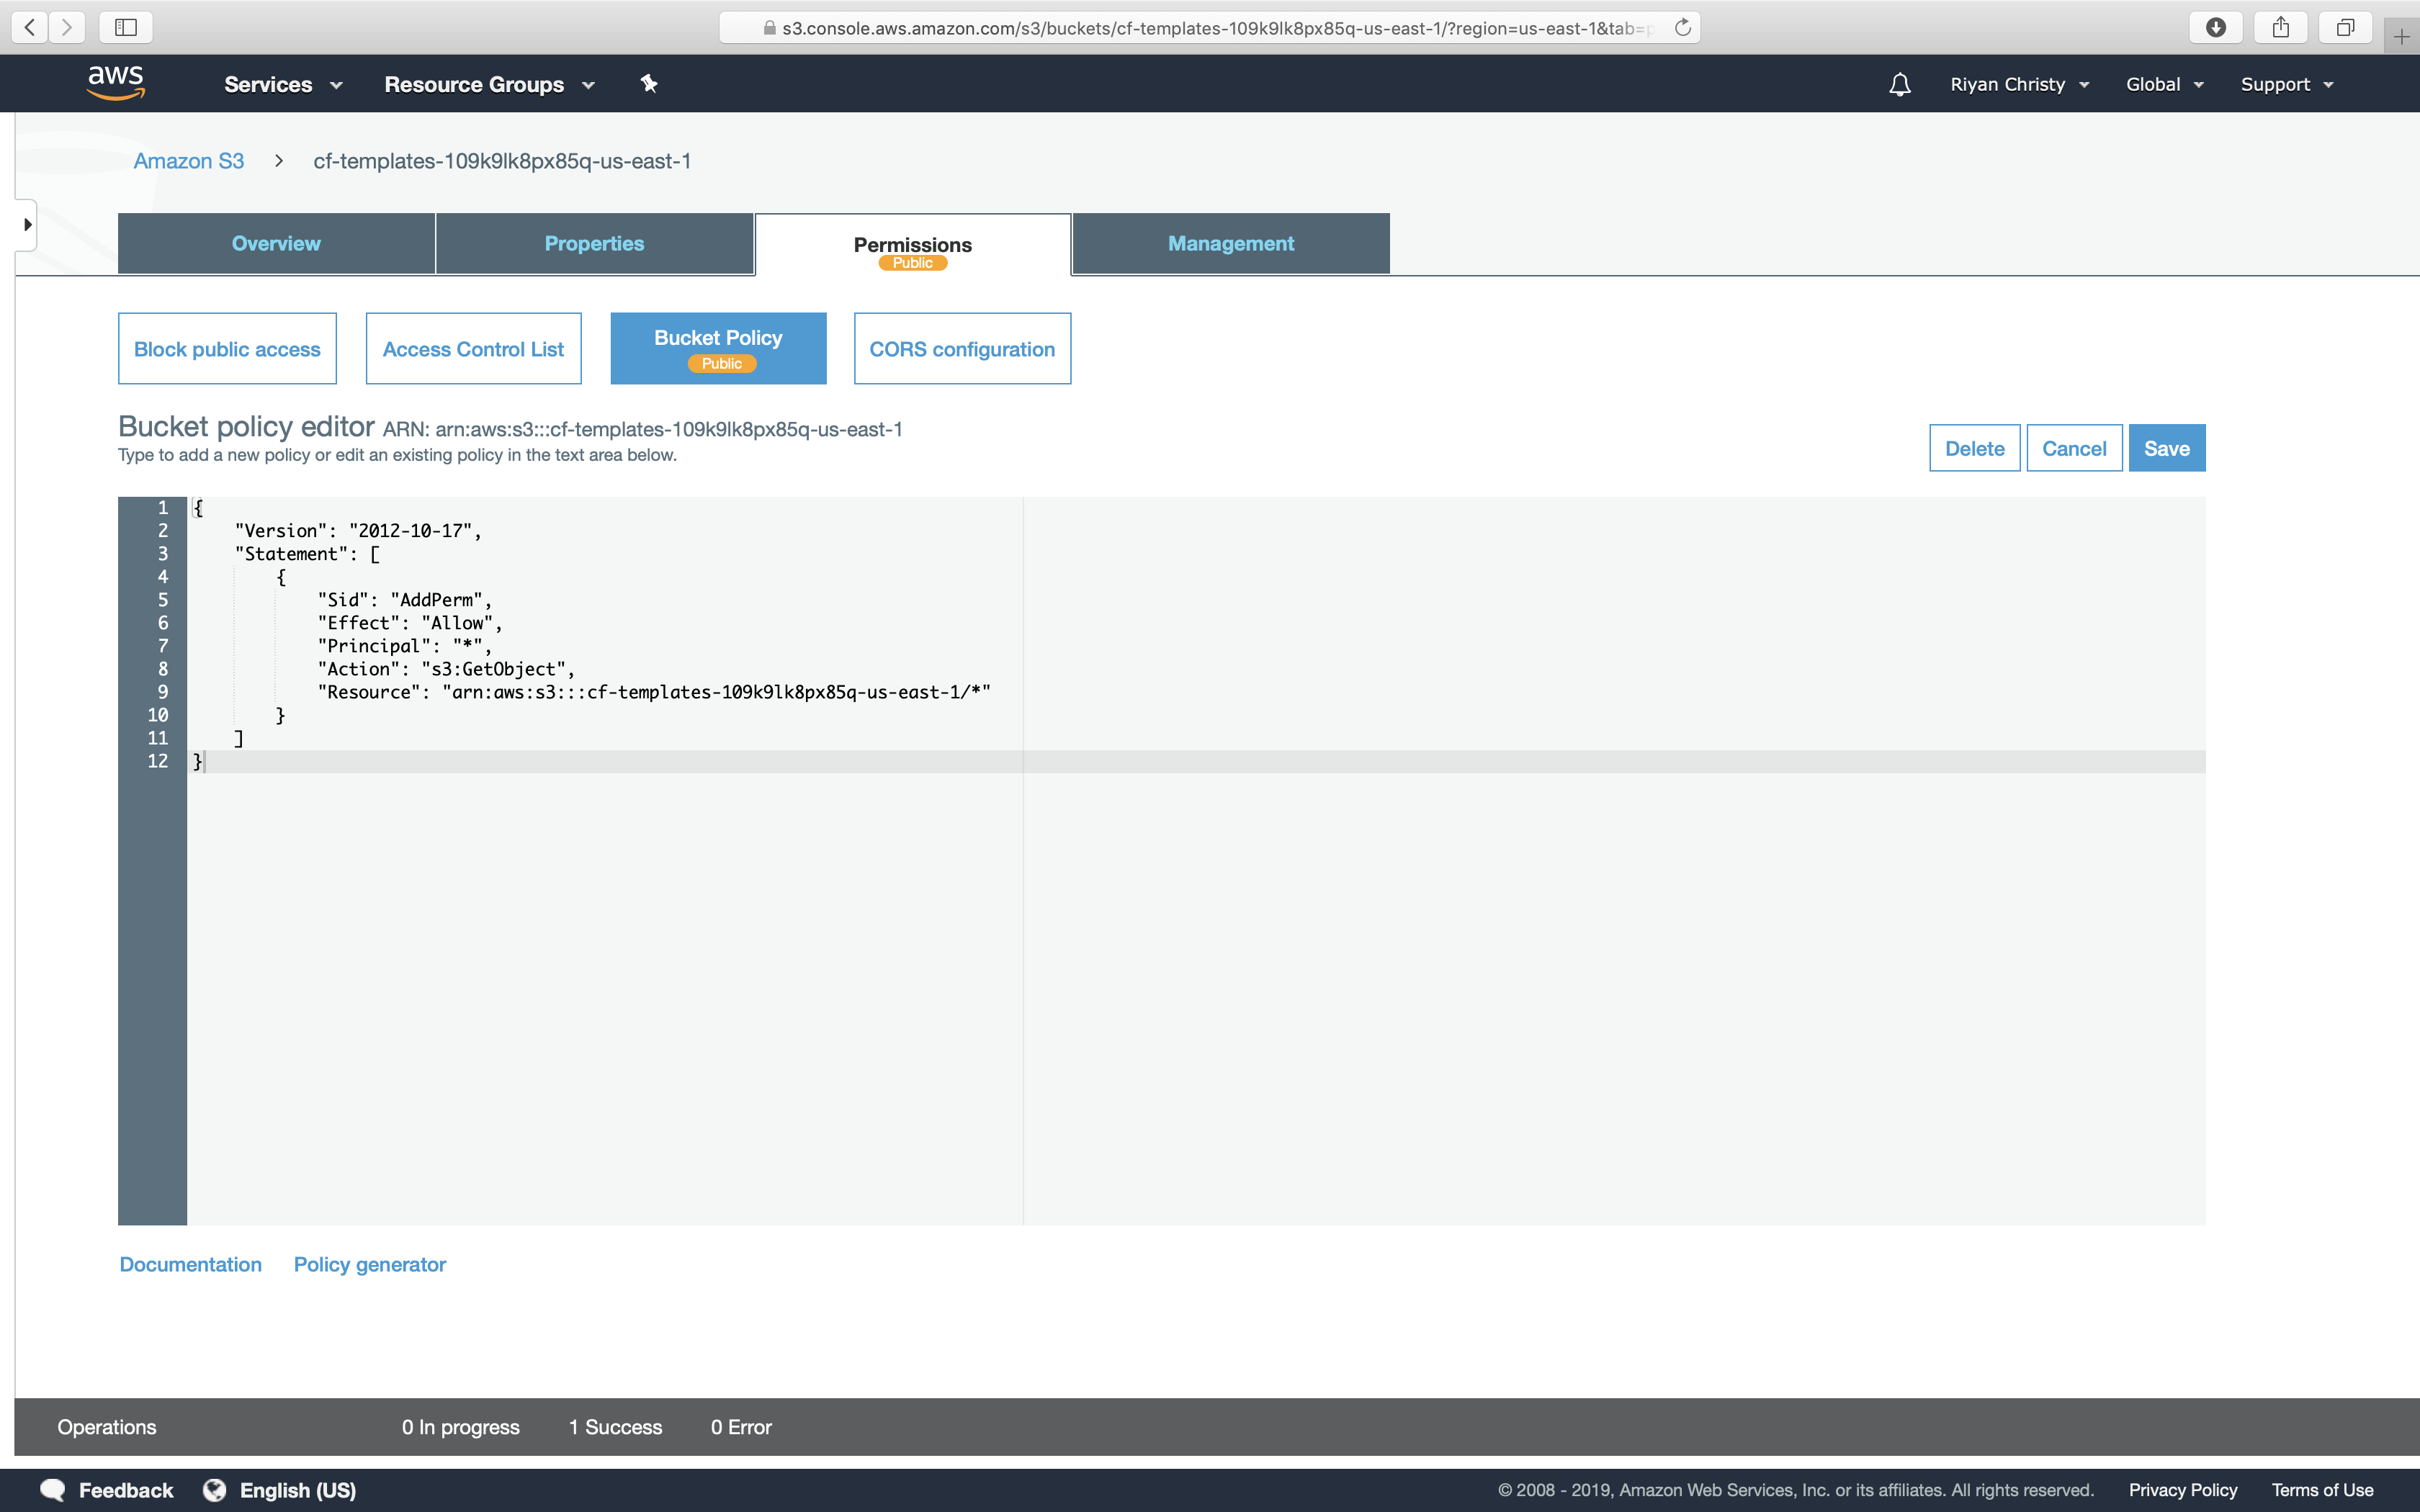 s3.console.aws.amazon.com/s3/buckets/cf-templates-109k9lk8px85q-us-east-1/?region=us-east-1&tab=
aws Services Resource Groups Riyan Christy Global Support
Amazon S3 > cf-templates-109k9lk8px85q-us-east-1
Overview Properties Permissions Management
Public
Block public access Access Control List Bucket Policy CORS configuration
Public
Bucket policy editor ARN: arn:aws:s3:::cf-templates-109k9lk8px85q-us-east-1
Type to add a new policy or edit an existing policy in the text area below.
Delete Cancel Save
1 {
2 "Version": "2012-10-17",
3 "Statement": [
4 {
5 "Sid": "AddPerm",
6 "Effect": "Allow",
7 "Principal": "*",
8 "Action": "s3:GetObject",
9 "Resource": "arn:aws:s3:::cf-templates-109k9lk8px85q-us-east-1/*"
10 }
11 ]
12 }
Documentation Policy generator
Operations 0 In progress 1 Success 0 Error
Feedback English (US) © 2008 - 2019, Amazon Web Services, Inc. or its affiliates. All rights reserved. Privacy Policy Terms of Use